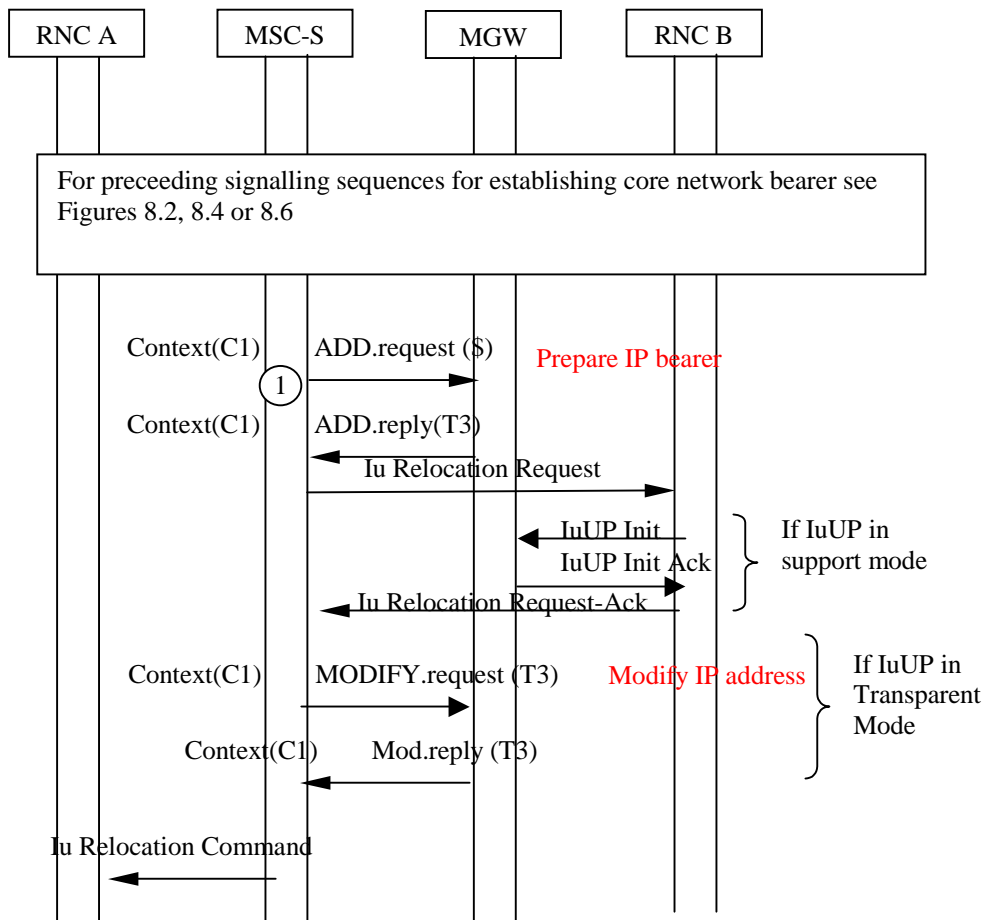 RNC A
MSC-S
MGW
RNC B
For preceeding signalling sequences for establishing core network bearer see
Figures 8.2, 8.4 or 8.6
Context(C1)
ADD.request ($)
Prepare IP bearer
1
Context(C1)
ADD.reply(T3)
Iu Relocation Request
IuUP Init
If IuUP in
support mode
IuUP Init Ack
Iu Relocation Request-Ack
Context(C1)
MODIFY.request (T3)
Modify IP address
If IuUP in
Transparent
Mode
Context(C1)
Mod.reply (T3)
Iu Relocation Command